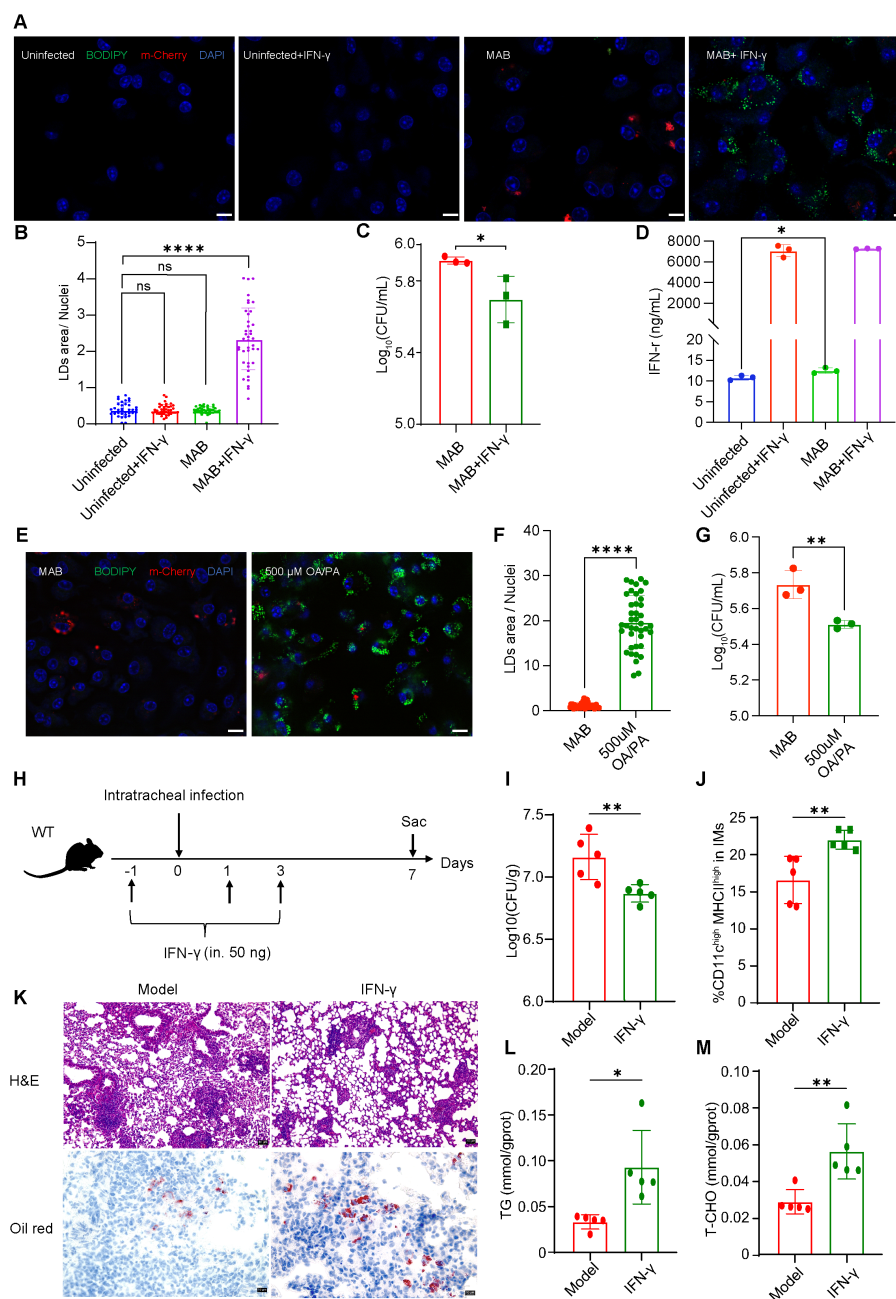 A
Uninfected BODIPY m-Cherry DAPI
Uninfected+IFN-γ
MAB
MAB+ IFN-γ
B
LDs area/ Nuclei
5
4
3
2
1
0
****
ns
ns
Uninfected
Uninfected+IFN-γ
MAB
MAB+IFN-γ
C
Log10(CFU/mL)
6.0
5.8
5.4
5.0
*
MAB
MAB+IFN-γ
D
IFN-r (ng/mL)
8000
6000
4000
2000
20
15
10
5
0
*
Uninfected
Uninfected+IFN-γ
MAB
MAB+IFN-γ
E
MAB BODIPY m-Cherry DAPI
500 μM OA/PA
F
LDs area / Nuclei
40
30
20
10
0
****
MAB
500uM
OA/PA
G
Log10(CFU/mL)
6.0
5.8
5.6
5.4
5.2
5.0
**
MAB
500uM
OA/PA
H
Intratracheal infection
WT
Sac
Days
-1 0 1 3 7
IFN-γ (in. 50 ng)
I
Log10(CFU/g)
7.5
7.0
6.5
6.0
**
Model
IFN-γ
J
%CD11chigh MHCIIhigh in IMs
25
20
15
10
5
0
**
Model
IFN-γ
K
Model
IFN-γ
H&E
Oil red
L
TG (mmol/gprot)
0.20
0.15
0.10
0.05
0
*
Model
IFN-γ
M
T-CHO (mmol/gprot)
0.10
0.08
0.06
0.04
0.02
0.00
**
Model
IFN-γ